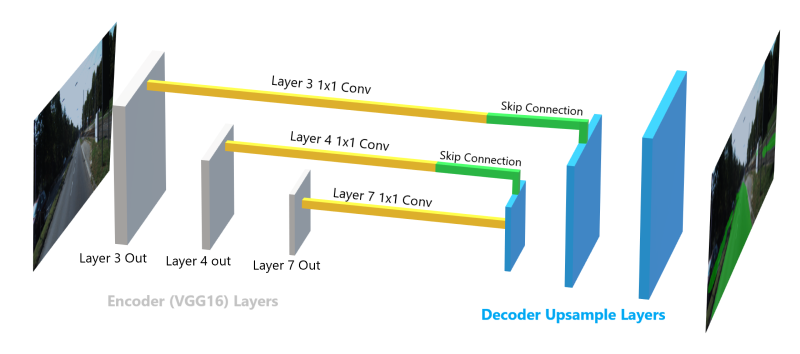 Layer 3 1x1 Conv
Skip Connection
Layer 4 1x1 Conv
Skip Connection
Layer 7 1x1 Conv
Layer 3 Out
Layer 4 out
Layer 7 Out
Encoder (VGG16) Layers
Decoder Upsample Layers